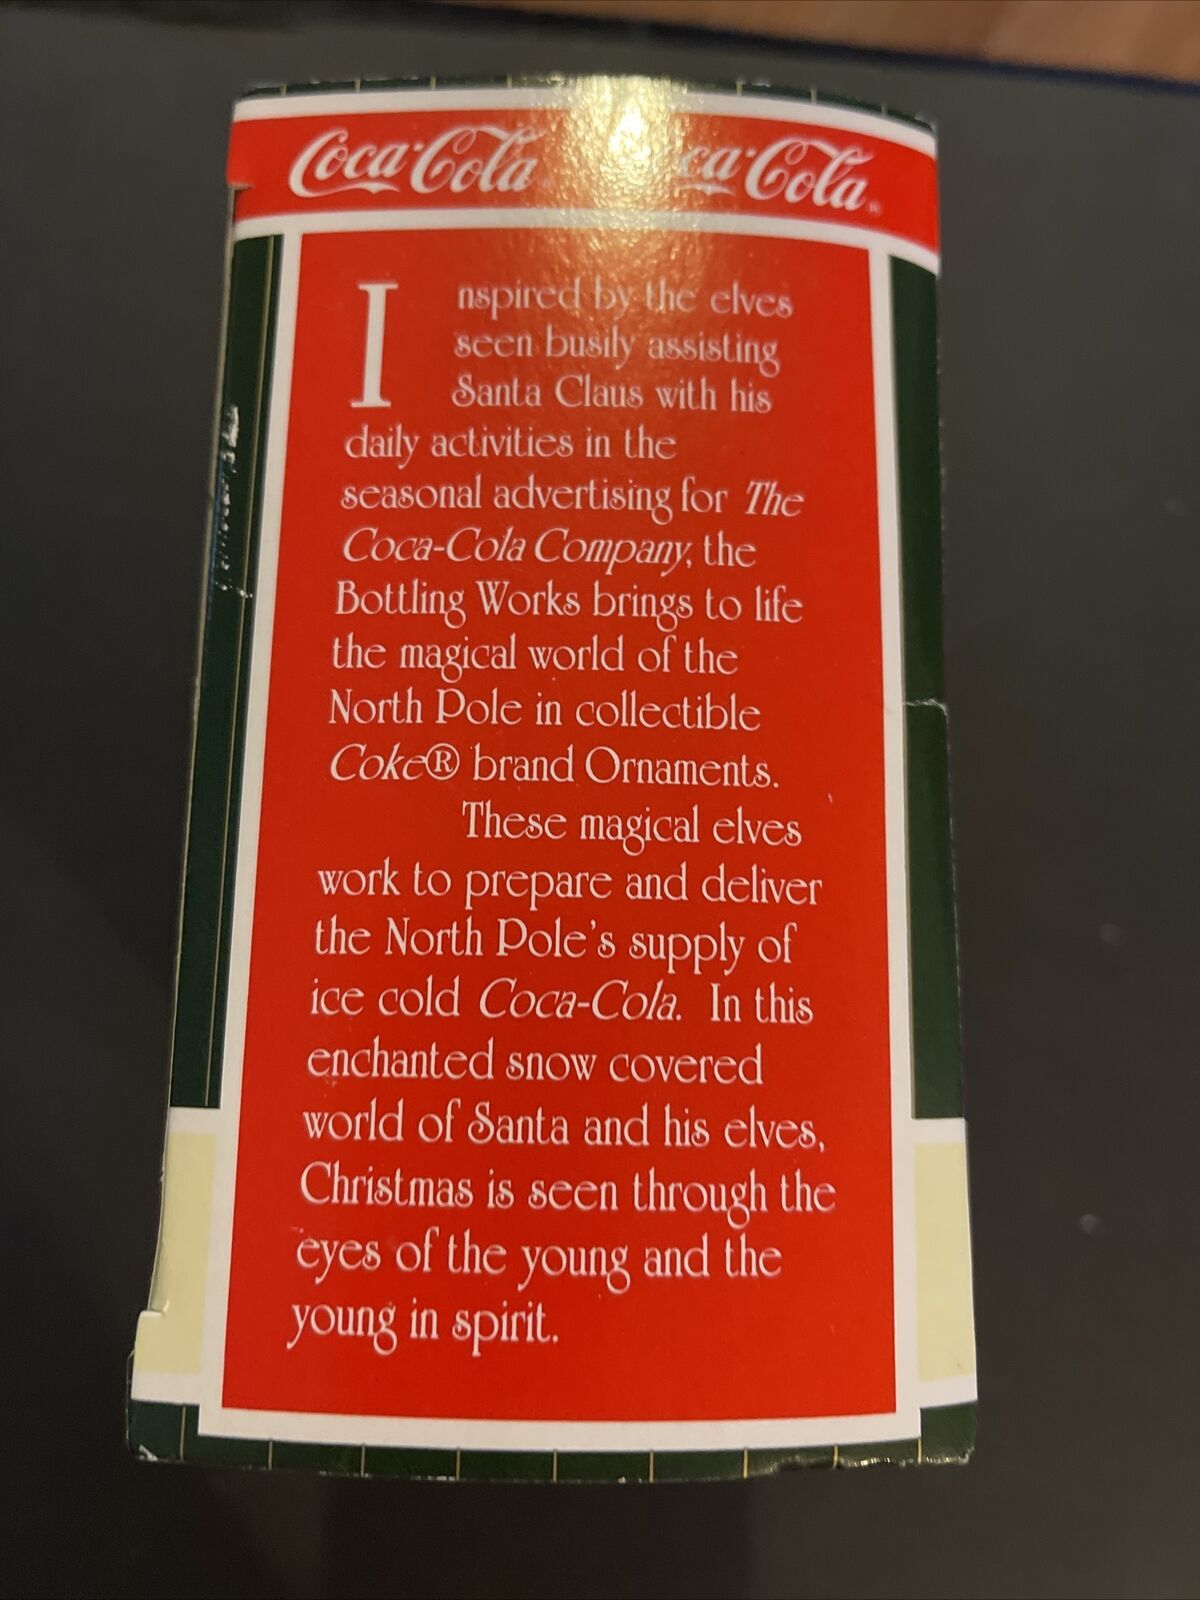 Coca-Cola ca-Cola®
Inspired by the elves
seen busily assisting
Santa Claus with his
daily activities in the
seasonal advertising for The
Coca-Cola Company, the
Bottling Works brings to life
the magical world of the
North Pole in collectible
Coke® brand Ornaments.
These magical elves
work to prepare and deliver
the North Pole's supply of
ice cold Coca-Cola. In this
enchanted snow covered
world of Santa and his elves,
Christmas is seen through the
eyes of the young and the
young in spirit.